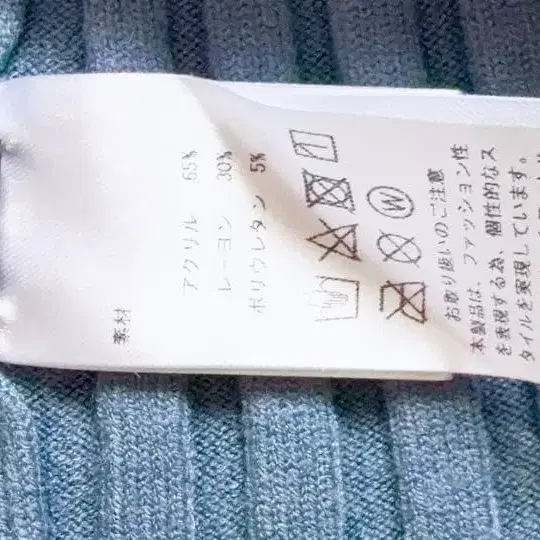 素材
アクリル 65%
レーヨン 30%
ポリウレタン 5%
W
お取り扱いのご注意
本製品は、ファッション性
を表現する為、個性的なス
タイルを実現しています。